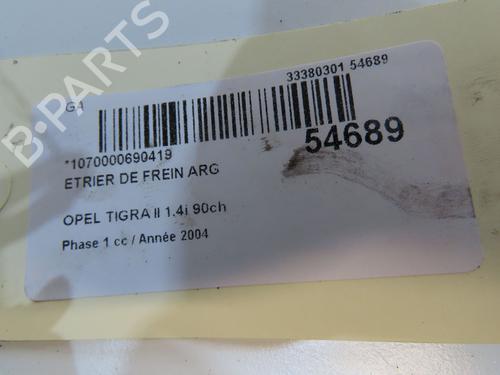 B-PARTS
GA
33380301 54689
*1070000690419
54689
ETRIER DE FREIN ARG
OPEL TIGRA II 1.4i 90ch
Phase 1 cc / Année 2004